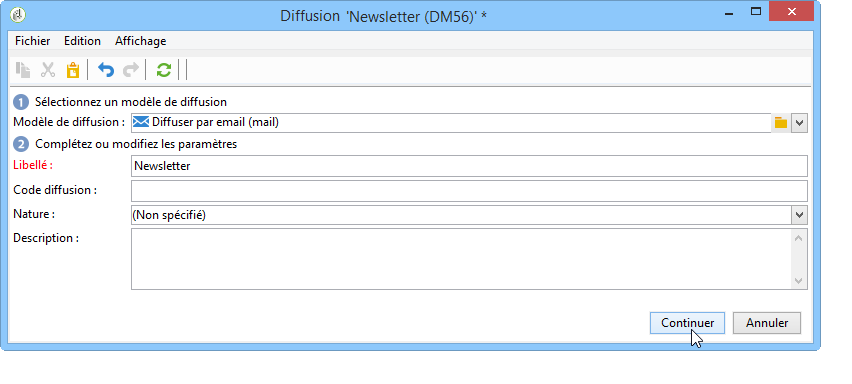 Diffusion 'Newsletter (DM56)' *
Fichier Edition Affichage
1 Sélectionnez un modèle de diffusion
Modèle de diffusion : Diffuser par email (mail)
2 Complétez ou modifiez les paramètres
Libellé : Newsletter
Code diffusion :
Nature : (Non spécifié)
Description :
Continuer Annuler